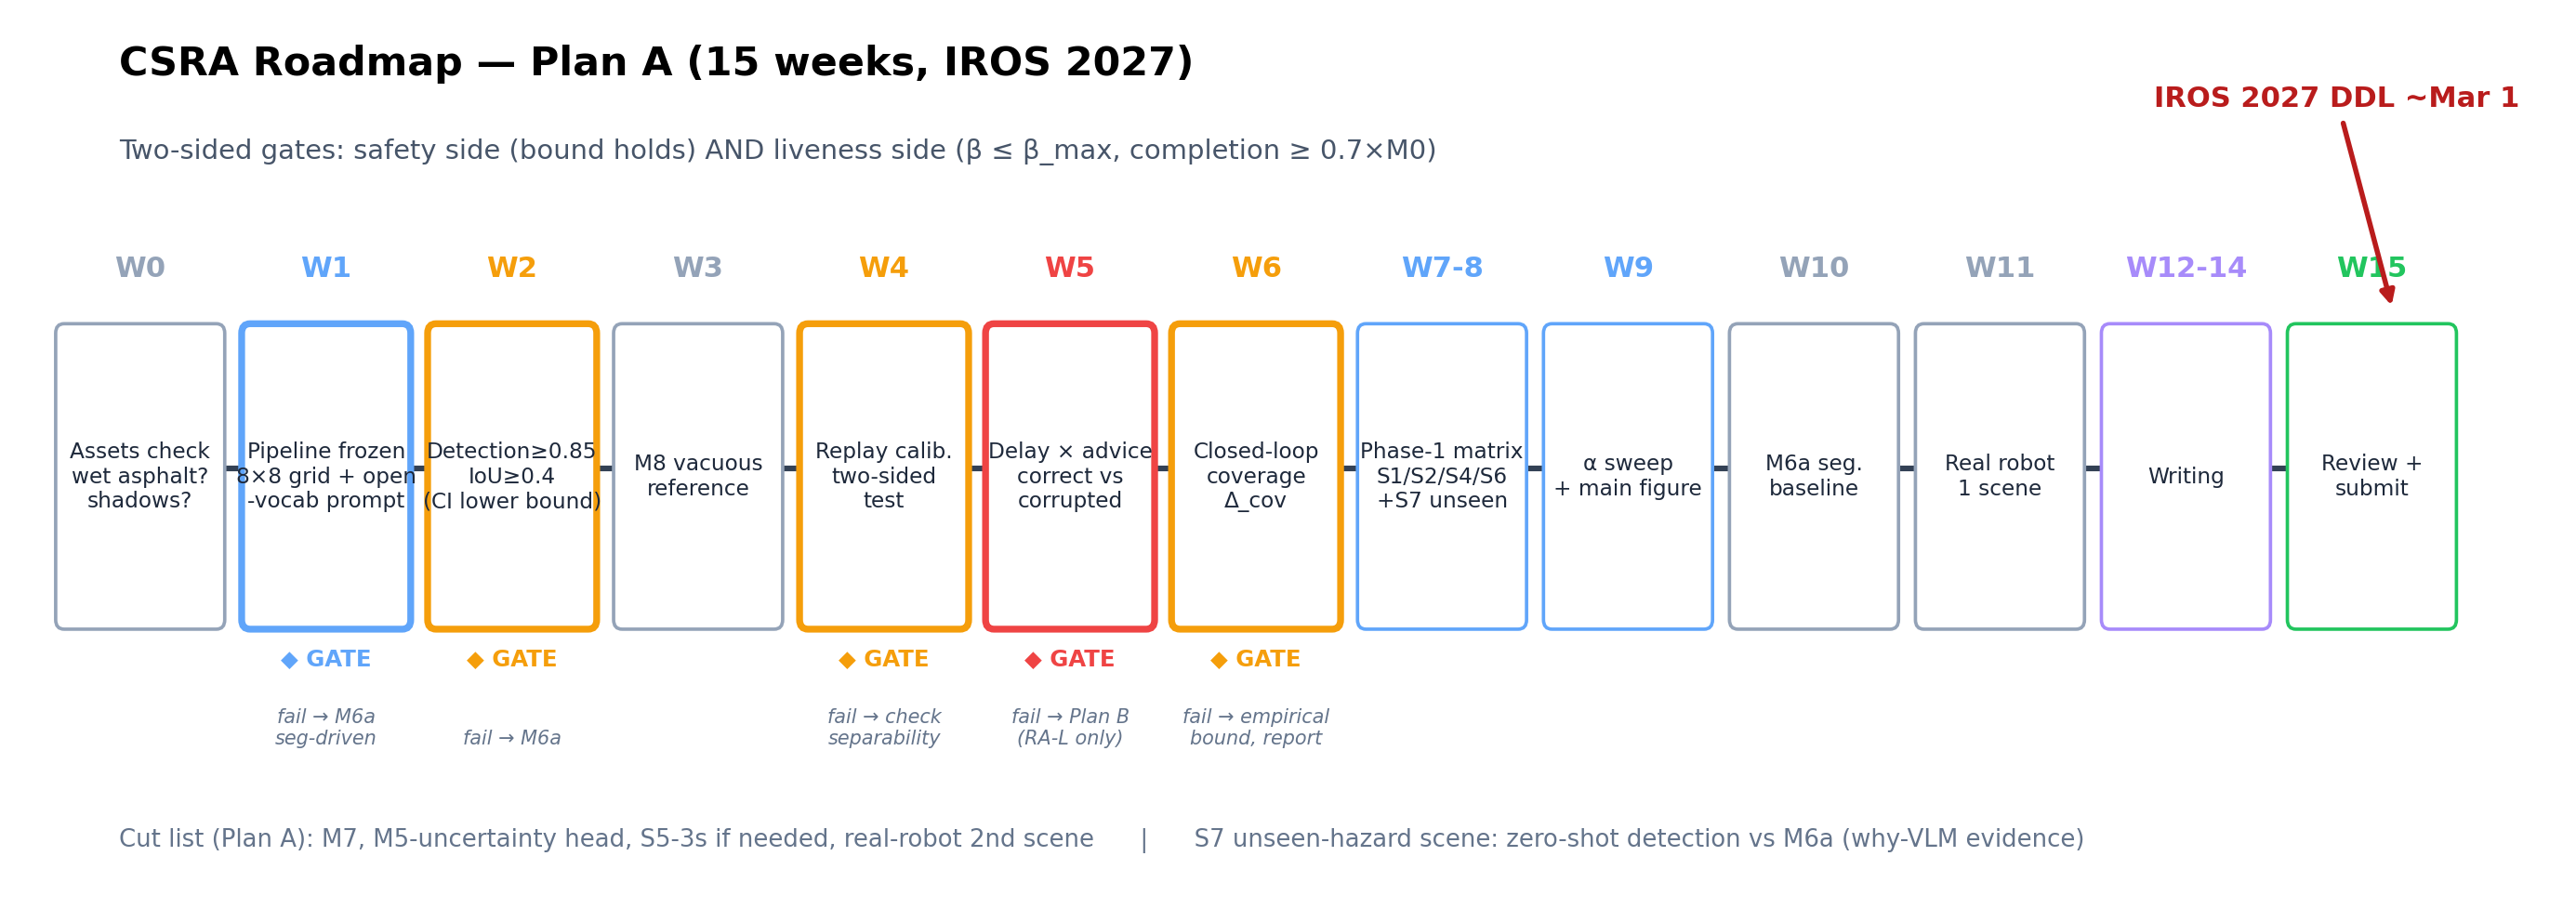 CSRA Roadmap — Plan A (15 weeks, IROS 2027)
IROS 2027 DDL ~Mar 1
Two-sided gates: safety side (bound holds) AND liveness side (β ≤ β_max, completion ≥ 0.7×M0)
W0
Assets check
wet asphalt?
shadows?
W1
Pipeline frozen
8×8 grid + open
-vocab prompt
◆ GATE
fail → M6a
seg-driven
W2
Detection≥0.85
IoU≥0.4
(CI lower bound)
◆ GATE
fail → M6a
W3
M8 vacuous
reference
W4
Replay calib.
two-sided
test
◆ GATE
fail → check
separability
W5
Delay × advice
correct vs
corrupted
◆ GATE
fail → Plan B
(RA-L only)
W6
Closed-loop
coverage
Δ_cov
◆ GATE
fail → empirical
bound, report
W7-8
Phase-1 matrix
S1/S2/S4/S6
+S7 unseen
W9
α sweep
+ main figure
W10
M6a seg.
baseline
W11
Real robot
1 scene
W12-14
Writing
W15
Review +
submit
Cut list (Plan A): M7, M5-uncertainty head, S5-3s if needed, real-robot 2nd scene | S7 unseen-hazard scene: zero-shot detection vs M6a (why-VLM evidence)